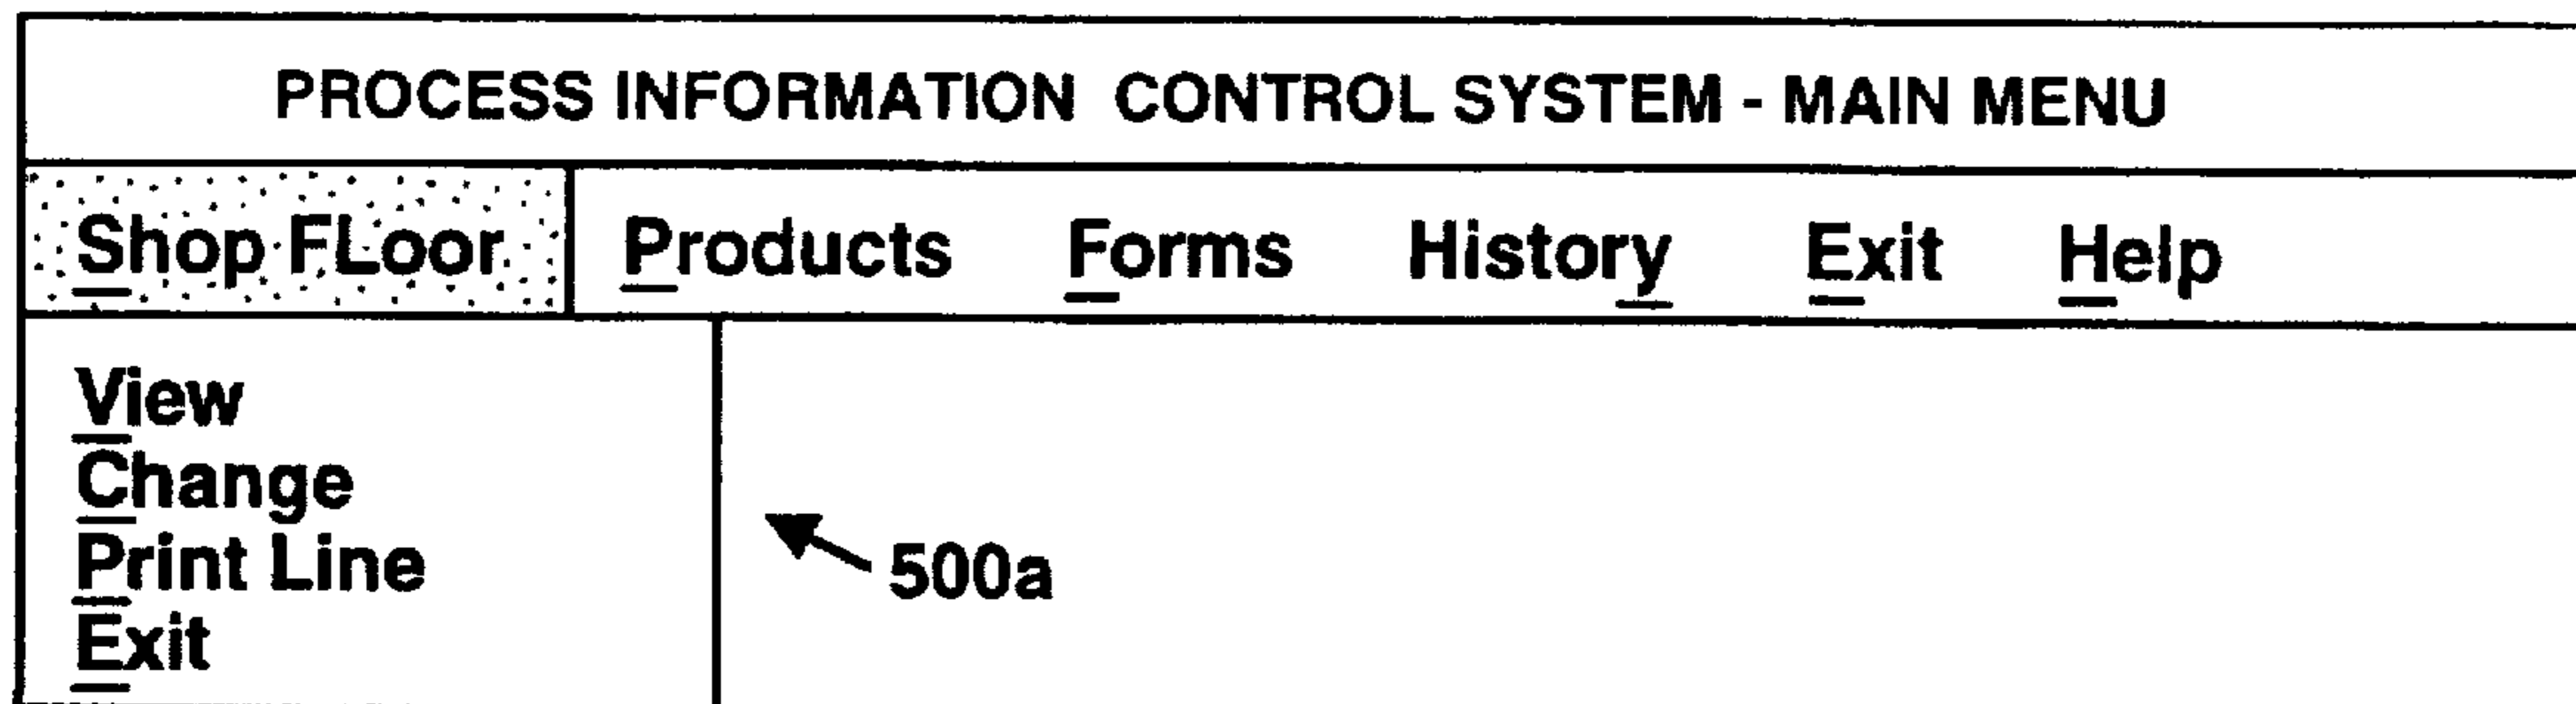 PROCESS INFORMATION CONTROL SYSTEM - MAIN MENU
Shop FLoor Products Forms History Exit Help
View
Change
Print Line
Exit
500a